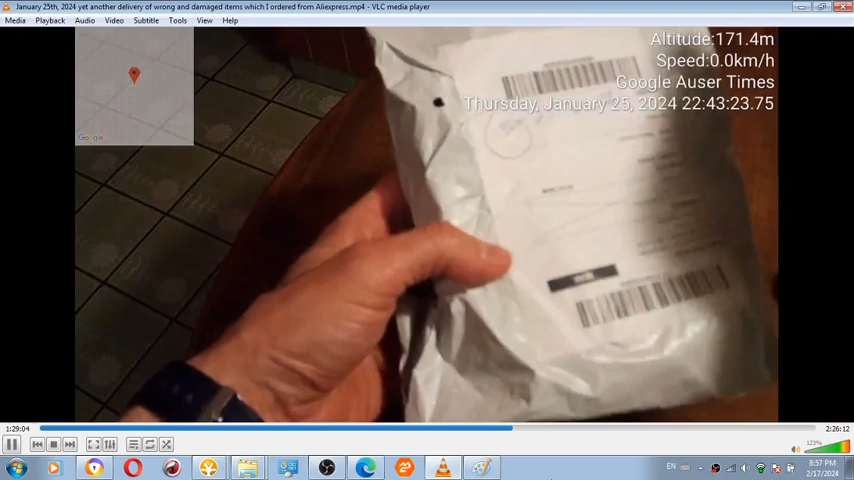 January 25th, 2024 yet another delivery of wrong and damaged items which I ordered from Aliexpress.mp4 - VLC media player
Media Playback Audio Video Subtitle Tools View Help
Altitude:171.4m
Speed:0.0km/h
Google Auser Times
Thursday, January 25, 2024 22:43:23.75
Google
1:29:04
2:26:12
123%
EN
8:57 PM
2/17/2024